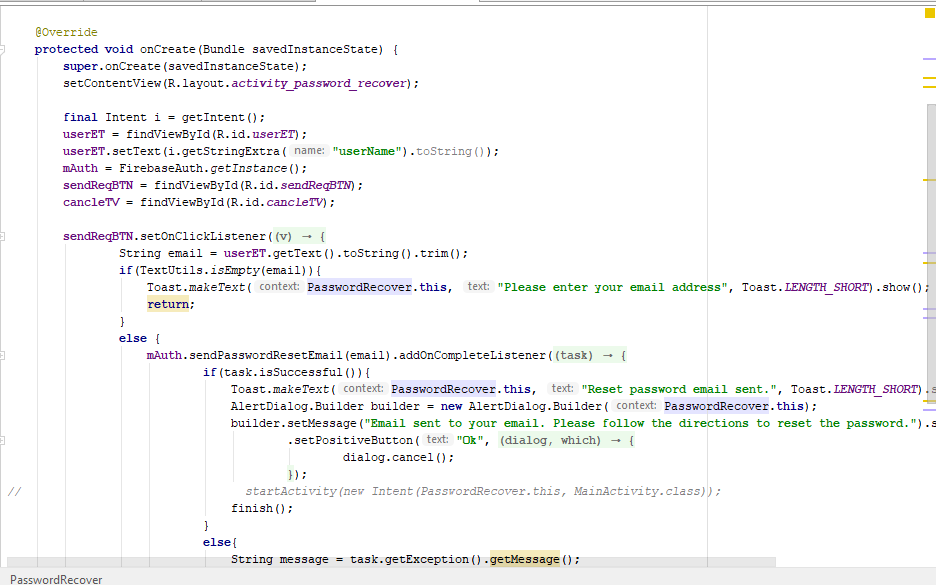 @Override
protected void onCreate(Bundle savedInstanceState) {
super.onCreate(savedInstanceState);
setContentView(R.layout.activity_password_recover);
final Intent i = getIntent();
userET = findViewById(R.id.userET);
userET.setText(i.getStringExtra( name: "userName").toString());
mAuth = FirebaseAuth.getInstance();
sendReqBTN = findViewById(R.id.sendReqBTN);
cancleTV = findViewById(R.id.cancleTV);
sendReqBTN.setOnClickListener((v) → {
String email = userET.getText().toString().trim();
if(TextUtils.isEmpty(email)){
Toast.makeText( context: PasswordRecover.this, text: "Please enter your email address", Toast.LENGTH_SHORT).show();
return;
}
else {
mAuth.sendPasswordResetEmail(email).addOnCompleteListener((task) → {
if(task.isSuccessful()){
Toast.makeText( context: PasswordRecover.this, text: "Reset password email sent.", Toast.LENGTH_SHORT).s
AlertDialog.Builder builder = new AlertDialog.Builder( context: PasswordRecover.this);
builder.setMessage("Email sent to your email. Please follow the directions to reset the password.").s
.setPositiveButton( text: "Ok", (dialog, which) → {
dialog.cancel();
});
// startActivity(new Intent(PasswordRecover.this, MainActivity.class));
finish();
}
else{
String message = task.getException().getMessage();
PasswordRecover